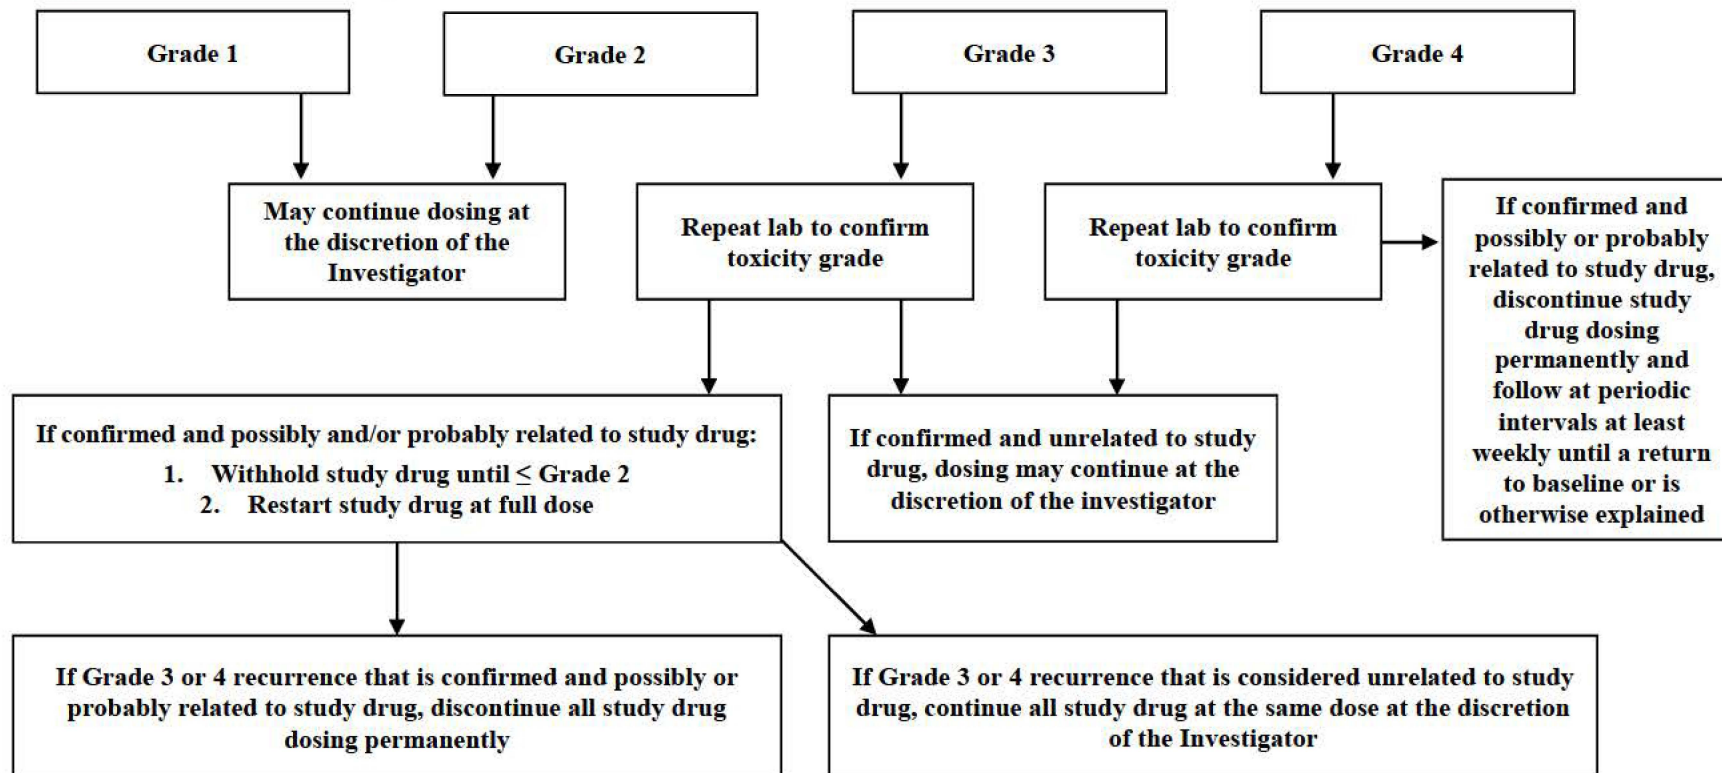 Grade 1
Grade 2
Grade 3
Grade 4
May continue dosing at
the discretion of the
Investigator
Repeat lab to confirm
toxicity grade
Repeat lab to confirm
toxicity grade
If confirmed and
possibly or probably
related to study drug,
discontinue study
drug dosing
permanently and
follow at periodic
intervals at least
weekly until a return
to baseline or is
otherwise explained
If confirmed and possibly and/or probably related to study drug:
1. Withhold study drug until ≤ Grade 2
2. Restart study drug at full dose
If confirmed and unrelated to study
drug, dosing may continue at the
discretion of the investigator
If Grade 3 or 4 recurrence that is confirmed and possibly or
probably related to study drug, discontinue all study drug
dosing permanently
If Grade 3 or 4 recurrence that is considered unrelated to study
drug, continue all study drug at the same dose at the discretion
of the Investigator